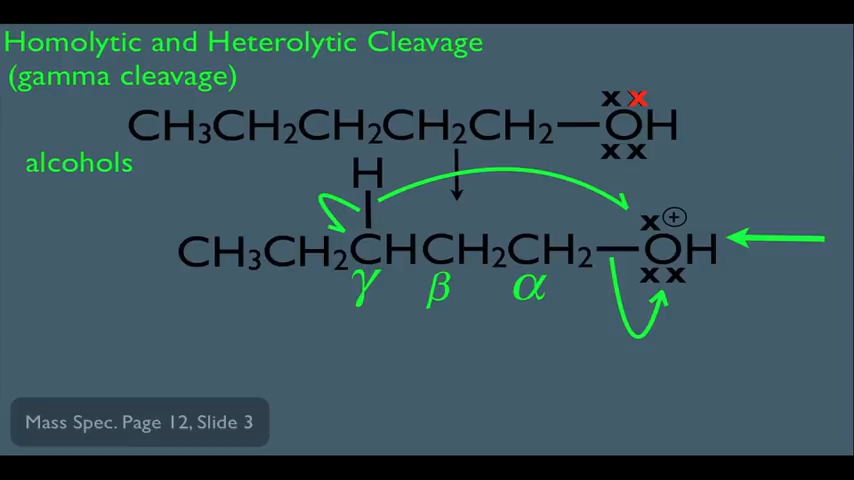 Homolytic and Heterolytic Cleavage
(gamma cleavage)
x x
CH₃CH₂CH₂CH₂CH₂—OH
x x
alcohols
H
x ⊕
CH₃CH₂CHCH₂CH₂—OH
x x
γ β α
Mass Spec. Page 12, Slide 3